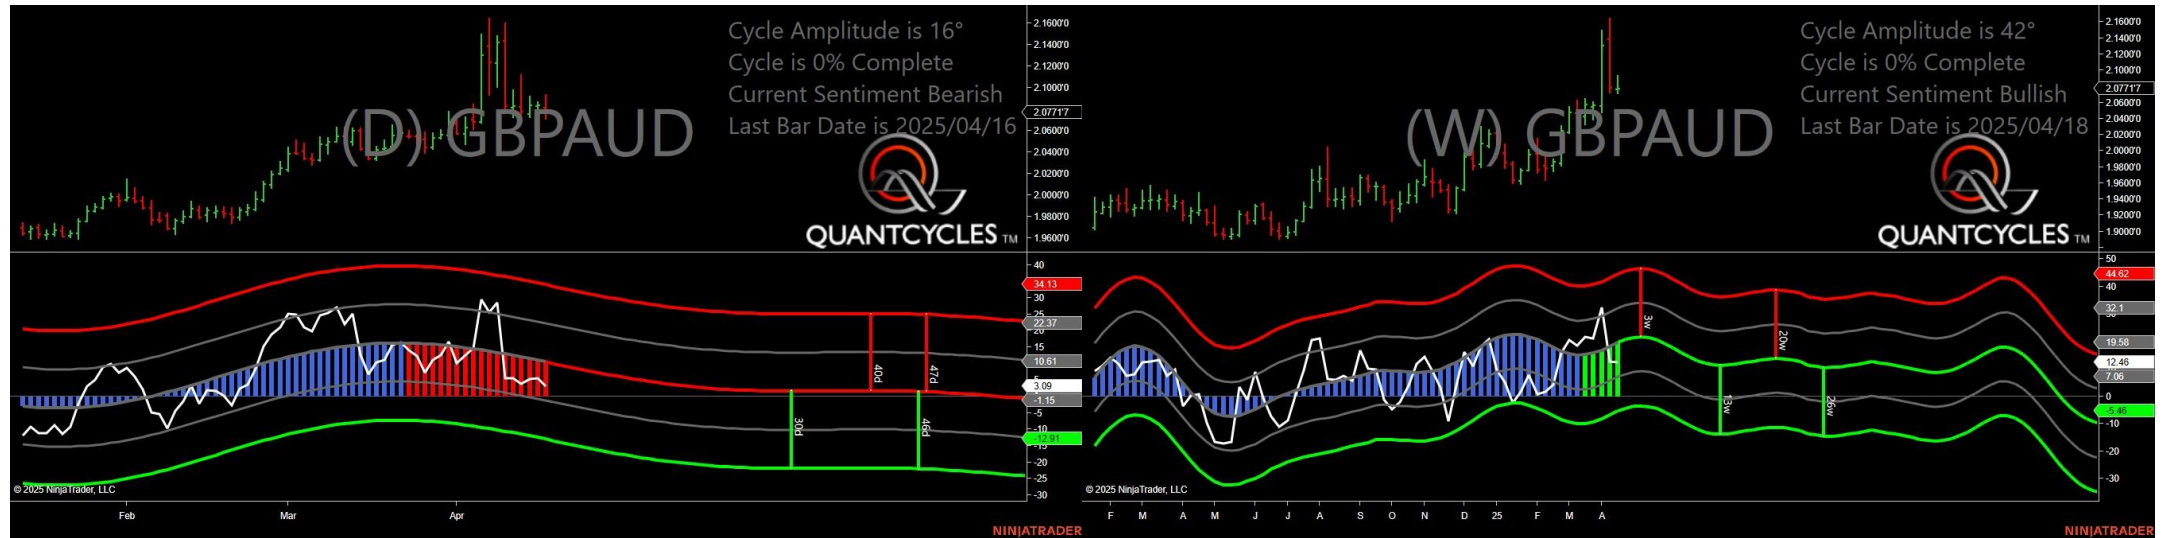 Cycle Amplitude is 16°
Cycle is 0% Complete
Current Sentiment Bearish
Last Bar Date is 2025/04/16
(D) GBPAUD
QUANTCYCLES TM
2.1600'0
2.1400'0
2.1200'0
2.1000'0
2.0771'7
2.0600'0
2.0400'0
2.0200'0
2.0000'0
1.9800'0
1.9600'0
40
34.13
30
25
22.37
15
10.61
3.09
-1.15
-5
-10
-12.91
-15
-20
-25
-30
30d
40d
46d
47d
© 2025 NinjaTrader, LLC
Feb
Mar
Apr
NINJATRADER
Cycle Amplitude is 42°
Cycle is 0% Complete
Current Sentiment Bullish
Last Bar Date is 2025/04/18
(W) GBPAUD
QUANTCYCLES TM
2.1600'0
2.1400'0
2.1200'0
2.1000'0
2.0771'7
2.0600'0
2.0400'0
2.0200'0
2.0000'0
1.9800'0
1.9600'0
1.9400'0
1.9200'0
1.9000'0
50
44.62
40
32.1
19.58
12.46
7.06
0
-5.46
-10
-20
-30
3w
13w
20w
26w
© 2025 NinjaTrader, LLC
F M A M J J A S O N D 25 F M A
NINJATRADER